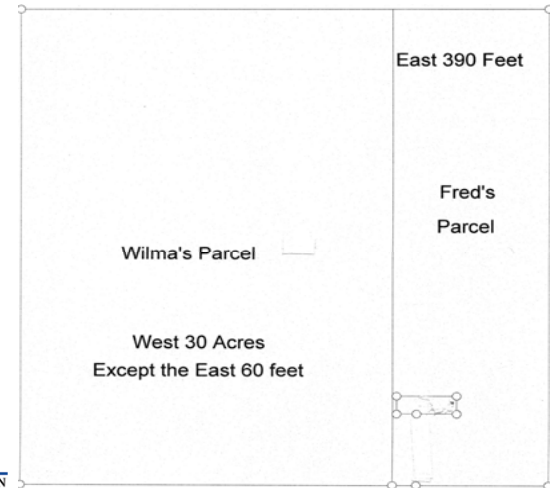 East 390 Feet
Fred's
Parcel
Wilma's Parcel
West 30 Acres
Except the East 60 feet
N